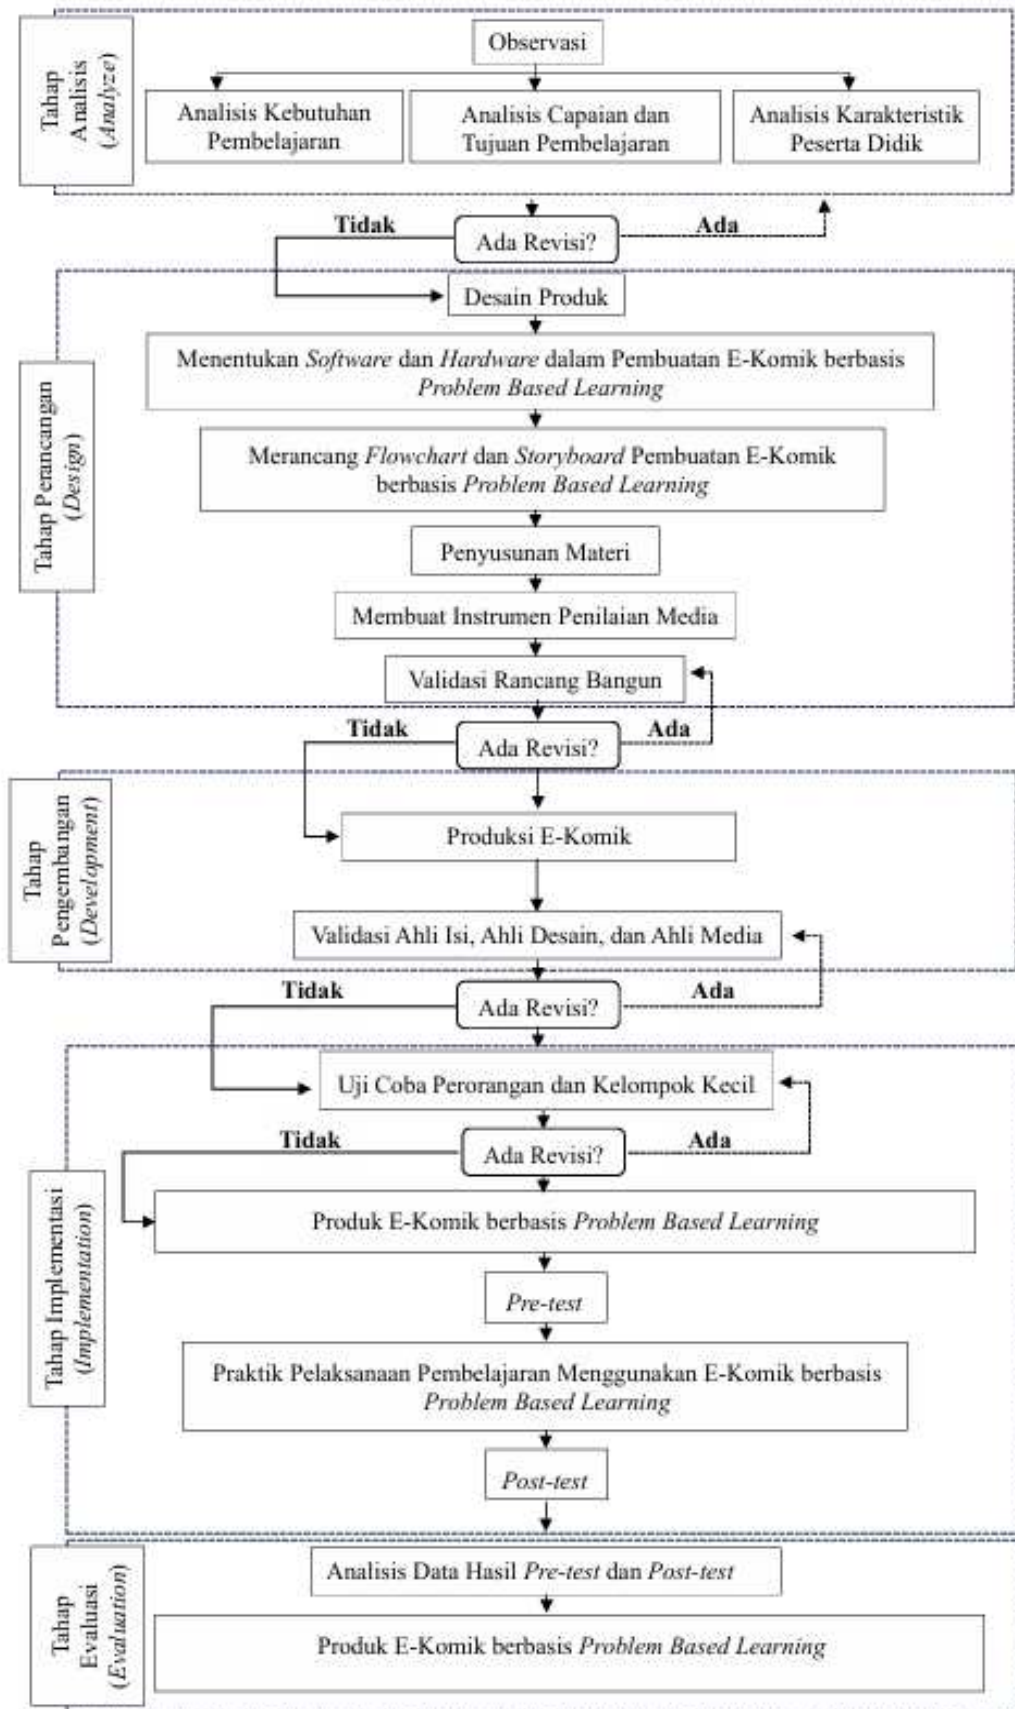 Tahap
Analisis
(Analyze)
Observasi
Analisis Kebutuhan
Pembelajaran
Analisis Capaian dan
Tujuan Pembelajaran
Analisis Karakteristik
Peserta Didik
Tidak
Ada Revisi?
Ada
Tahap Perancangan
(Design)
Desain Produk
Menentukan Software dan Hardware dalam Pembuatan E-Komik berbasis
Problem Based Learning
Merancang Flowchart dan Storyboard Pembuatan E-Komik
berbasis Problem Based Learning
Penyusunan Materi
Membuat Instrumen Penilaian Media
Validasi Rancang Bangun
Tidak
Ada Revisi?
Ada
Tahap
Pengembangan
(Development)
Produksi E-Komik
Validasi Ahli Isi, Ahli Desain, dan Ahli Media
Tidak
Ada Revisi?
Ada
Tahap Implementasi
(Implementation)
Uji Coba Perorangan dan Kelompok Kecil
Tidak
Ada Revisi?
Ada
Produk E-Komik berbasis Problem Based Learning
Pre-test
Praktik Pelaksanaan Pembelajaran Menggunakan E-Komik berbasis
Problem Based Learning
Post-test
Tahap
Evaluasi
(Evaluation)
Analisis Data Hasil Pre-test dan Post-test
Produk E-Komik berbasis Problem Based Learning